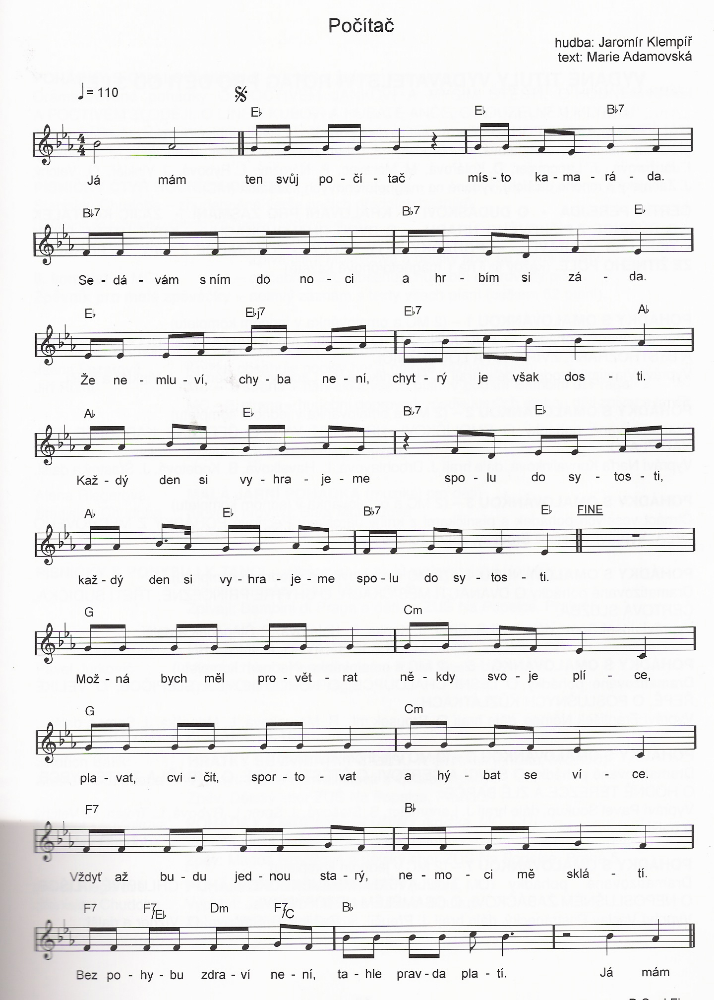 Počítač
hudba: Jaromír Klempíř
text: Marie Adamovská
= 110
E♭ E♭ B♭7
Já mám ten svůj po - čí - tač mís - to ka - ma - rá - da.
B♭7 B♭7 E♭
Se - dá - vám s ním do no - ci a hr - bím si zá - da.
E♭ E♭j7 E♭7 A♭
Že ne - mlu - ví, chy - ba ne - ní, chyt - rý je však dos - ti.
A♭ E♭ B♭7 E♭
Kaž - dý den si vy - hra - je - me spo - lu do sy - tos - ti,
A♭ E♭ B♭7 E♭ FINE
kaž - dý den si vy - hra - je - me spo - lu do sy - tos - ti.
G Cm
Mož - ná bych měl pro - vět - rat ně - kdy svo - je plí - ce,
G Cm
pla - vat, cvi - čit, spor - to - vat a hý - bat se ví - ce.
F7 B♭
Vždyť až bu - du jed - nou sta - rý, ne - mo - ci mě sklá - tí.
F7 F7/E♭ Dm F7/C B♭
Bez po - hy - bu zdra - ví ne - ní, ta - hle prav - da pla - tí. Já mám